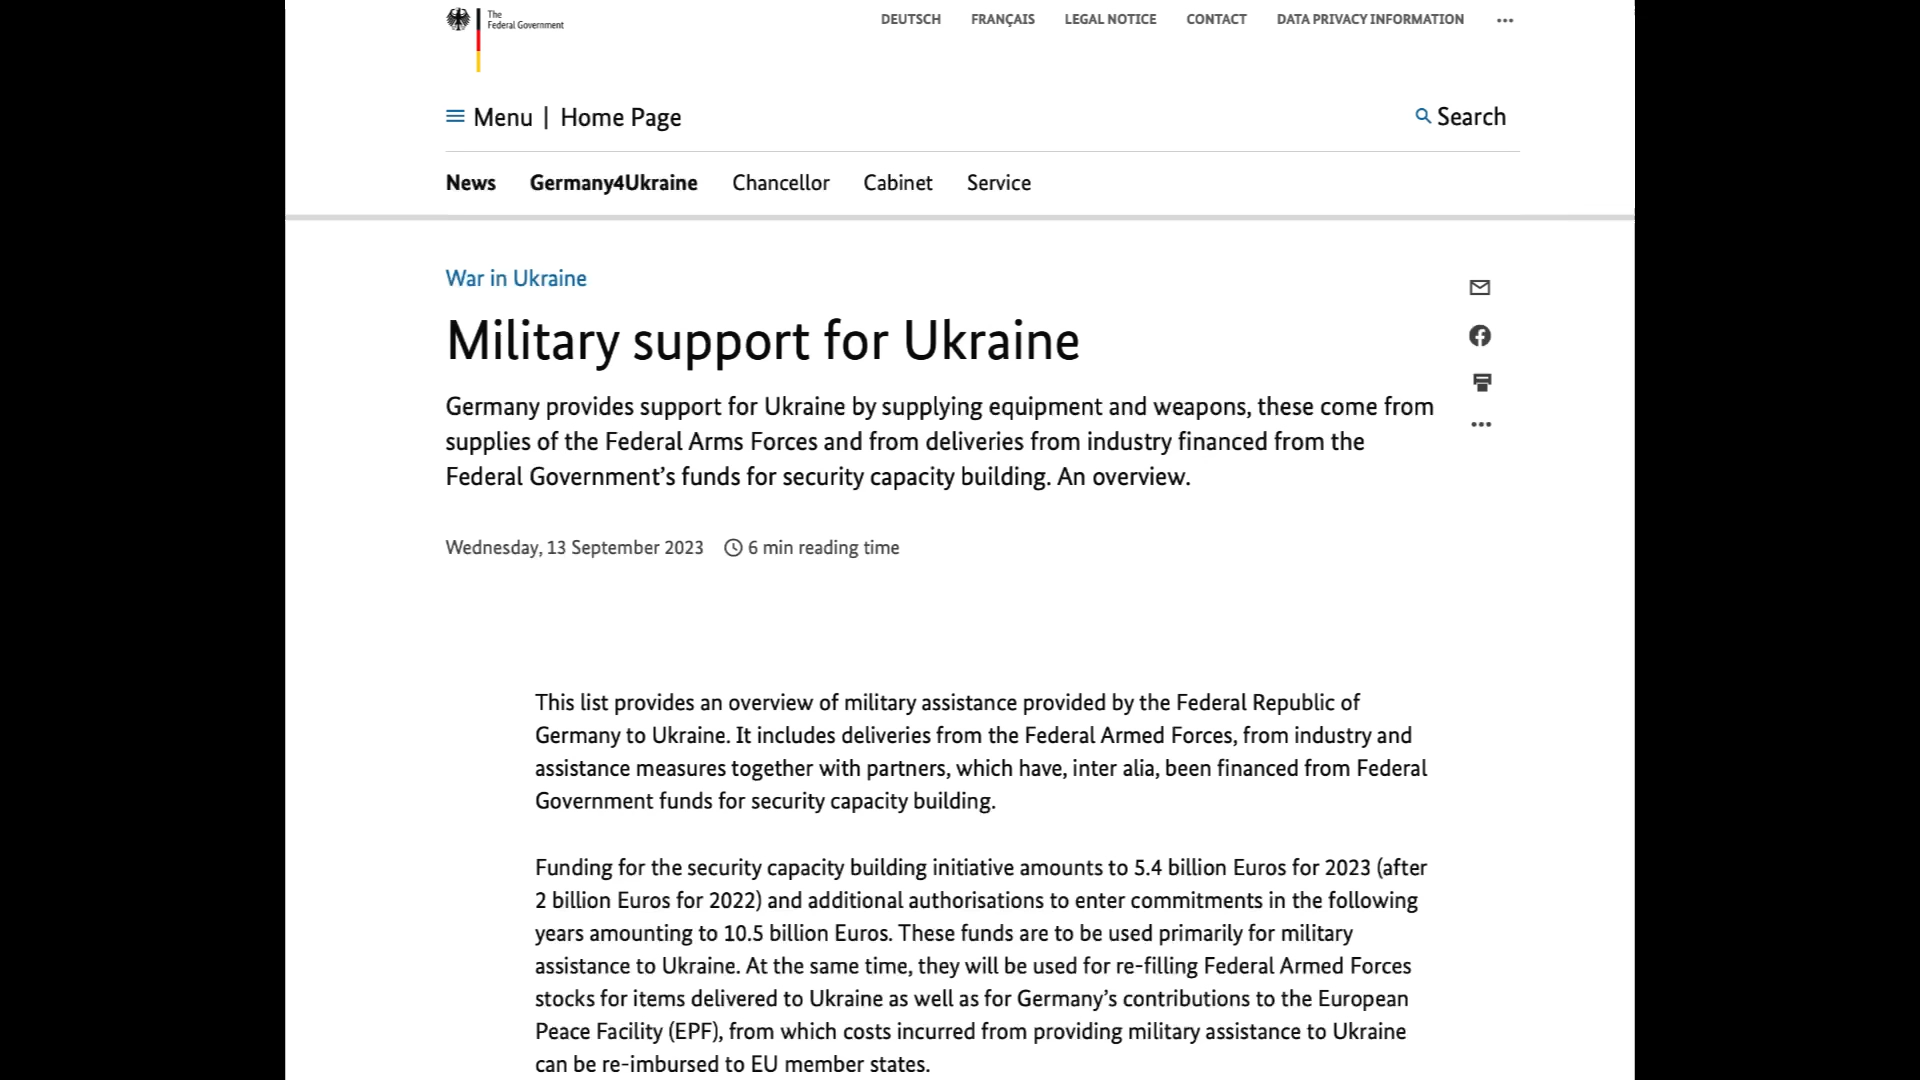 The
Federal Government
DEUTSCH FRANÇAIS LEGAL NOTICE CONTACT DATA PRIVACY INFORMATION ...
Menu | Home Page
Search
News Germany4Ukraine Chancellor Cabinet Service
War in Ukraine
Military support for Ukraine
Germany provides support for Ukraine by supplying equipment and weapons, these come from
supplies of the Federal Arms Forces and from deliveries from industry financed from the
Federal Government’s funds for security capacity building. An overview.
Wednesday, 13 September 2023 6 min reading time
This list provides an overview of military assistance provided by the Federal Republic of
Germany to Ukraine. It includes deliveries from the Federal Armed Forces, from industry and
assistance measures together with partners, which have, inter alia, been financed from Federal
Government funds for security capacity building.
Funding for the security capacity building initiative amounts to 5.4 billion Euros for 2023 (after
2 billion Euros for 2022) and additional authorisations to enter commitments in the following
years amounting to 10.5 billion Euros. These funds are to be used primarily for military
assistance to Ukraine. At the same time, they will be used for re-filling Federal Armed Forces
stocks for items delivered to Ukraine as well as for Germany’s contributions to the European
Peace Facility (EPF), from which costs incurred from providing military assistance to Ukraine
can be re-imbursed to EU member states.